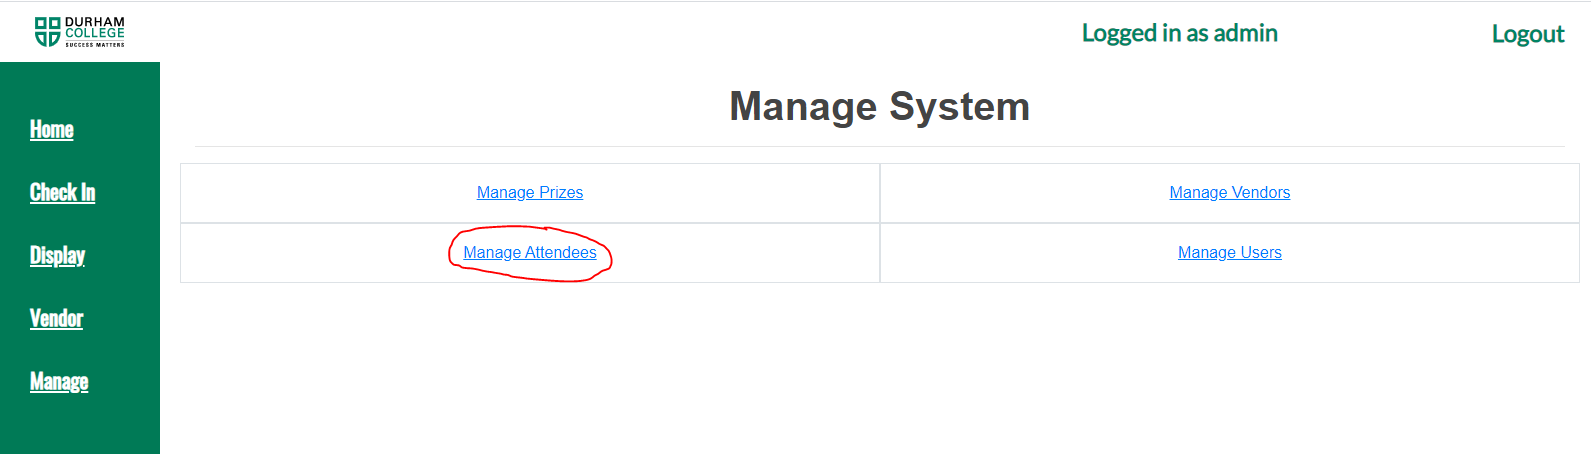 DURHAM
COLLEGE
SUCCESS MATTERS
Logged in as admin
Logout
Home
Check In
Display
Vendor
Manage
Manage System
Manage Prizes
Manage Vendors
Manage Attendees
Manage Users